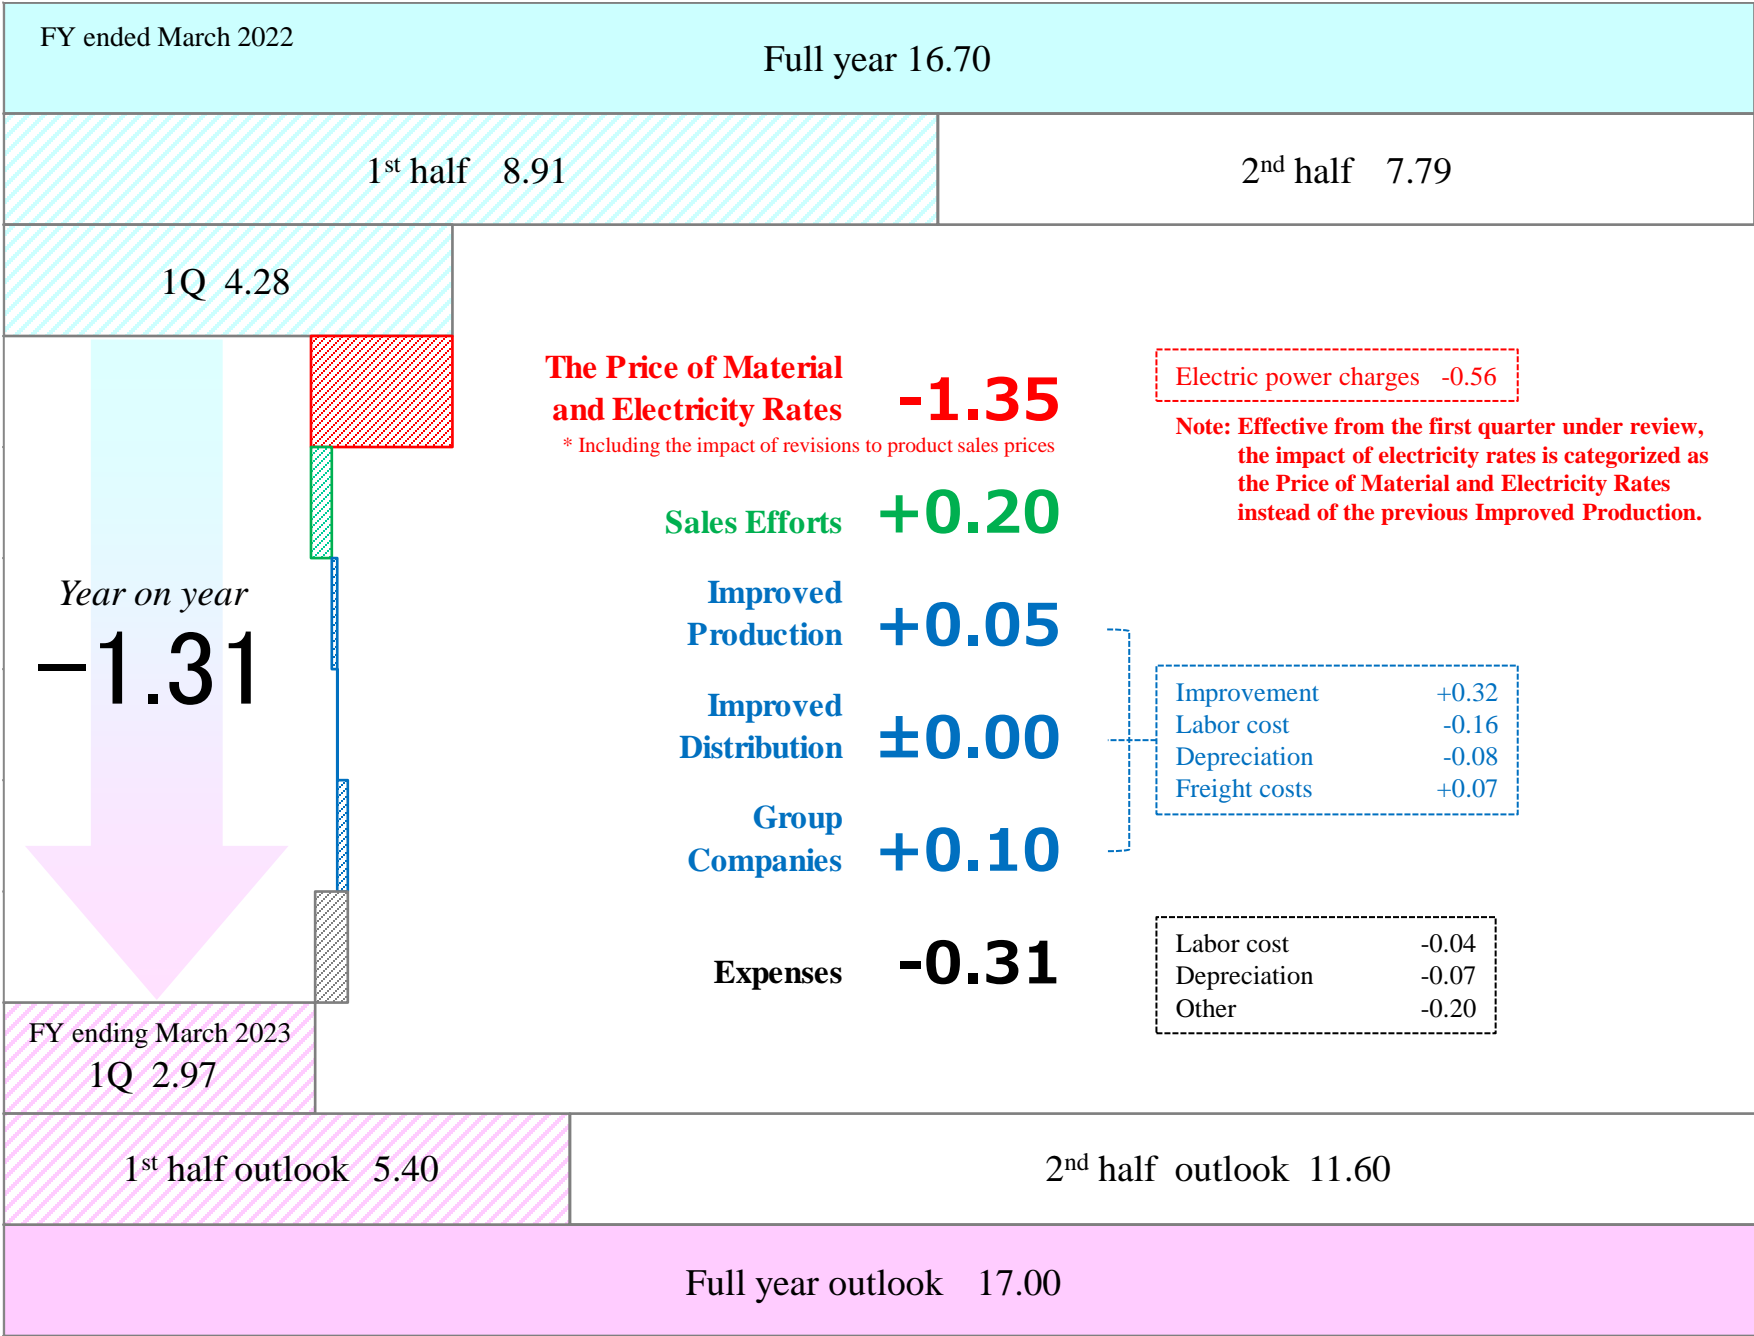 FY ended March 2022
Full year 16.70
1st half 8.91
2nd half 7.79
1Q 4.28
The Price of Material
and Electricity Rates -1.35
* Including the impact of revisions to product sales prices
Electric power charges -0.56
Note: Effective from the first quarter under review,
the impact of electricity rates is categorized as
the Price of Material and Electricity Rates
instead of the previous Improved Production.
Sales Efforts +0.20
Year on year
−1.31
Improved
Production +0.05
Improved
Distribution ±0.00
Group
Companies +0.10
Improvement +0.32
Labor cost -0.16
Depreciation -0.08
Freight costs +0.07
Expenses -0.31
Labor cost -0.04
Depreciation -0.07
Other -0.20
FY ending March 2023
1Q 2.97
1st half outlook 5.40
2nd half outlook 11.60
Full year outlook 17.00